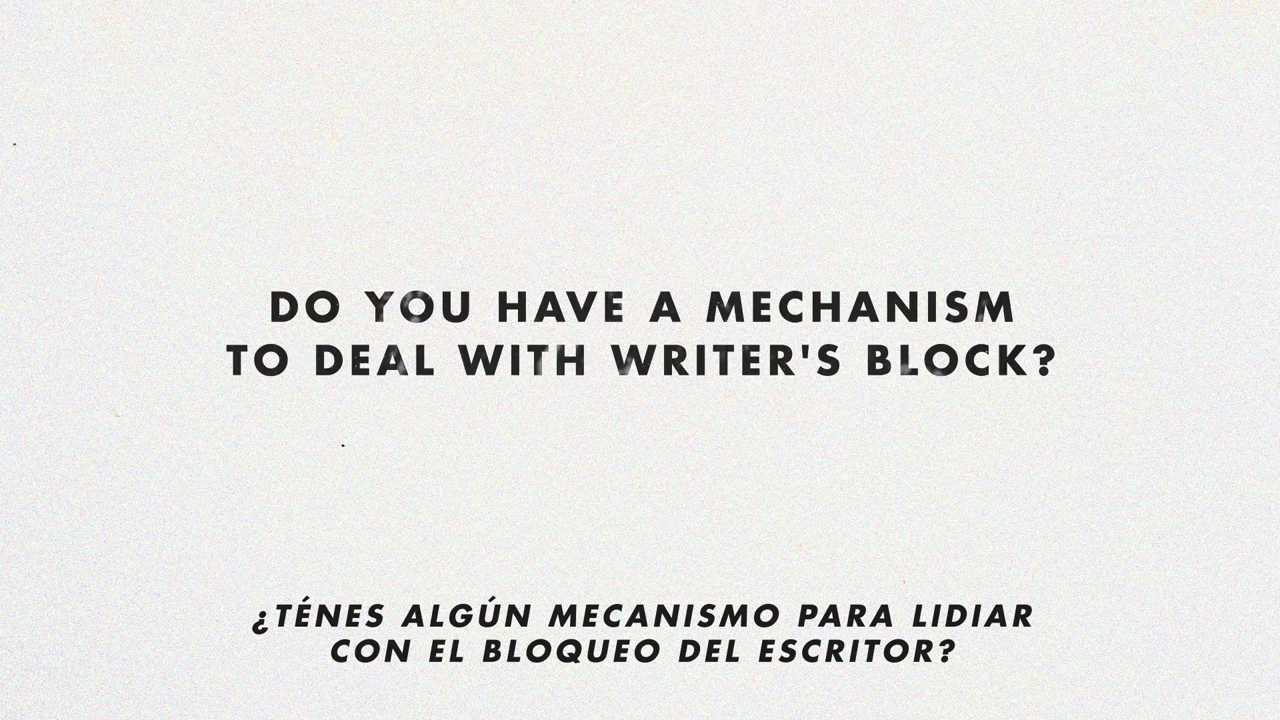 DO YOU HAVE A MECHANISM
TO DEAL WITH WRITER'S BLOCK?
¿TÉNES ALGÚN MECANISMO PARA LIDIAR
CON EL BLOQUEO DEL ESCRITOR?